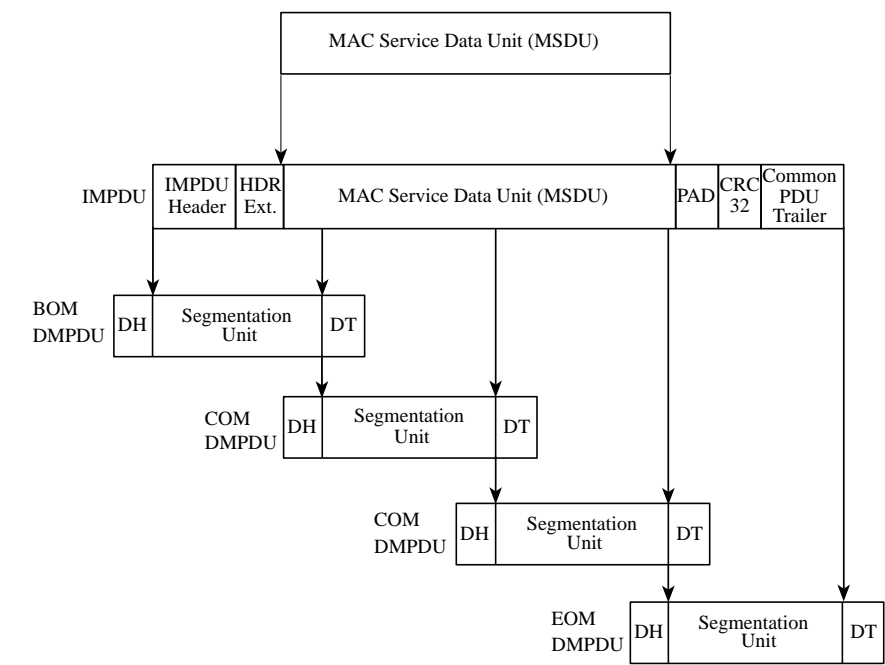 MAC Service Data Unit (MSDU)
IMPDU
IMPDU
Header
HDR
Ext.
MAC Service Data Unit (MSDU)
PAD
CRC
32
Common
PDU
Trailer
BOM
DMPDU
DH
Segmentation
Unit
DT
COM
DMPDU
DH
Segmentation
Unit
DT
COM
DMPDU
DH
Segmentation
Unit
DT
EOM
DMPDU
DH
Segmentation
Unit
DT